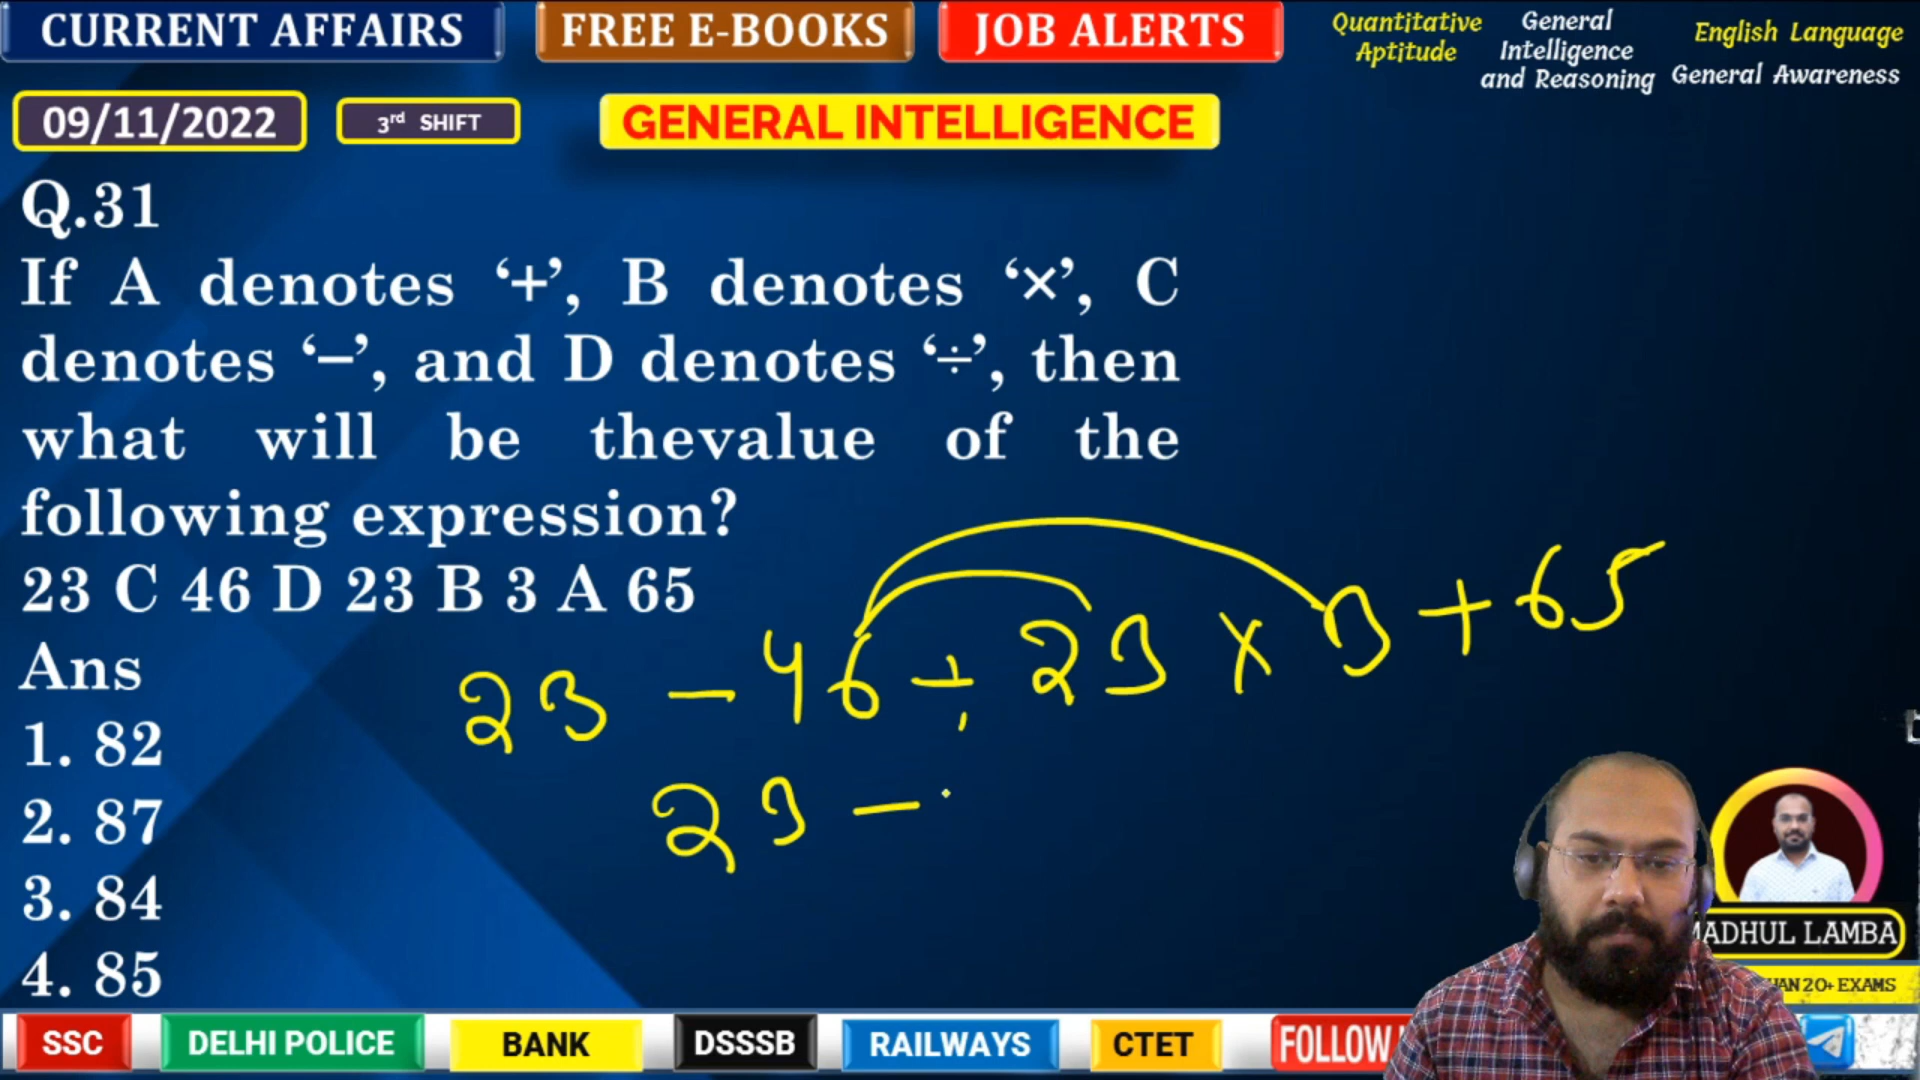 CURRENT AFFAIRS
FREE E-BOOKS
JOB ALERTS
Quantitative Aptitude
General Intelligence and Reasoning
English Language
General Awareness
09/11/2022
3rd SHIFT
GENERAL INTELLIGENCE
Q.31
If A denotes ‘+’, B denotes ‘×’, C
denotes ‘−’, and D denotes ‘÷’, then
what will be thevalue of the
following expression?
23 C 46 D 23 B 3 A 65
23 − 46 ÷ 23 × 3 + 65
23 −
Ans
1. 82
2. 87
3. 84
4. 85
MADHUL LAMBA
20+ EXAMS
SSC
DELHI POLICE
BANK
DSSSB
RAILWAYS
CTET
FOLLOW